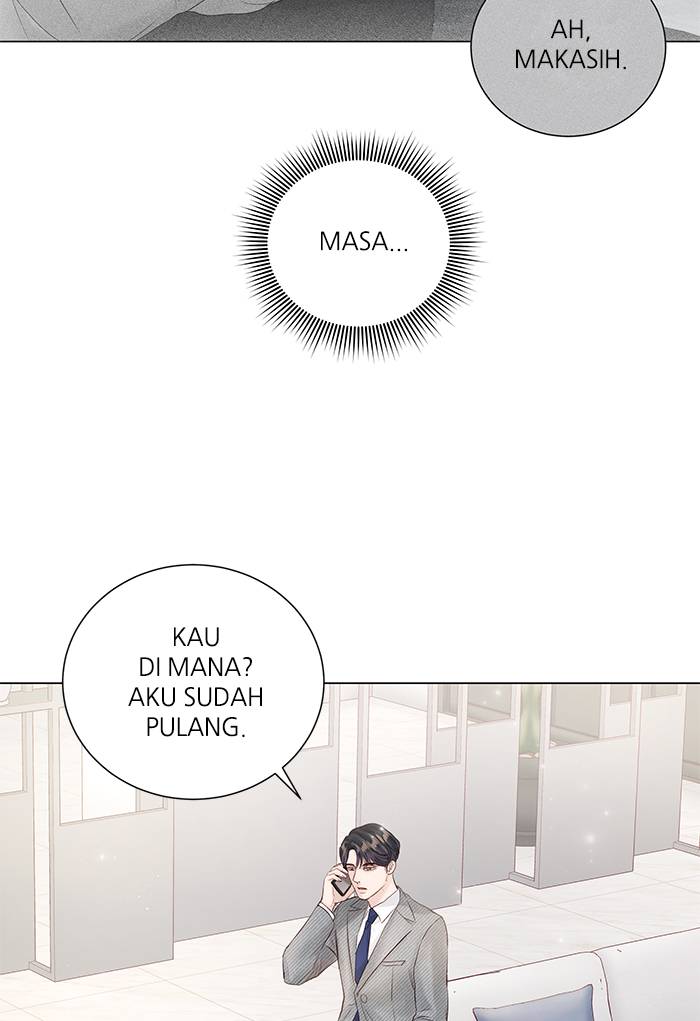 AH,
MAKASIH.
MASA...
KAU
DI MANA?
AKU SUDAH
PULANG.